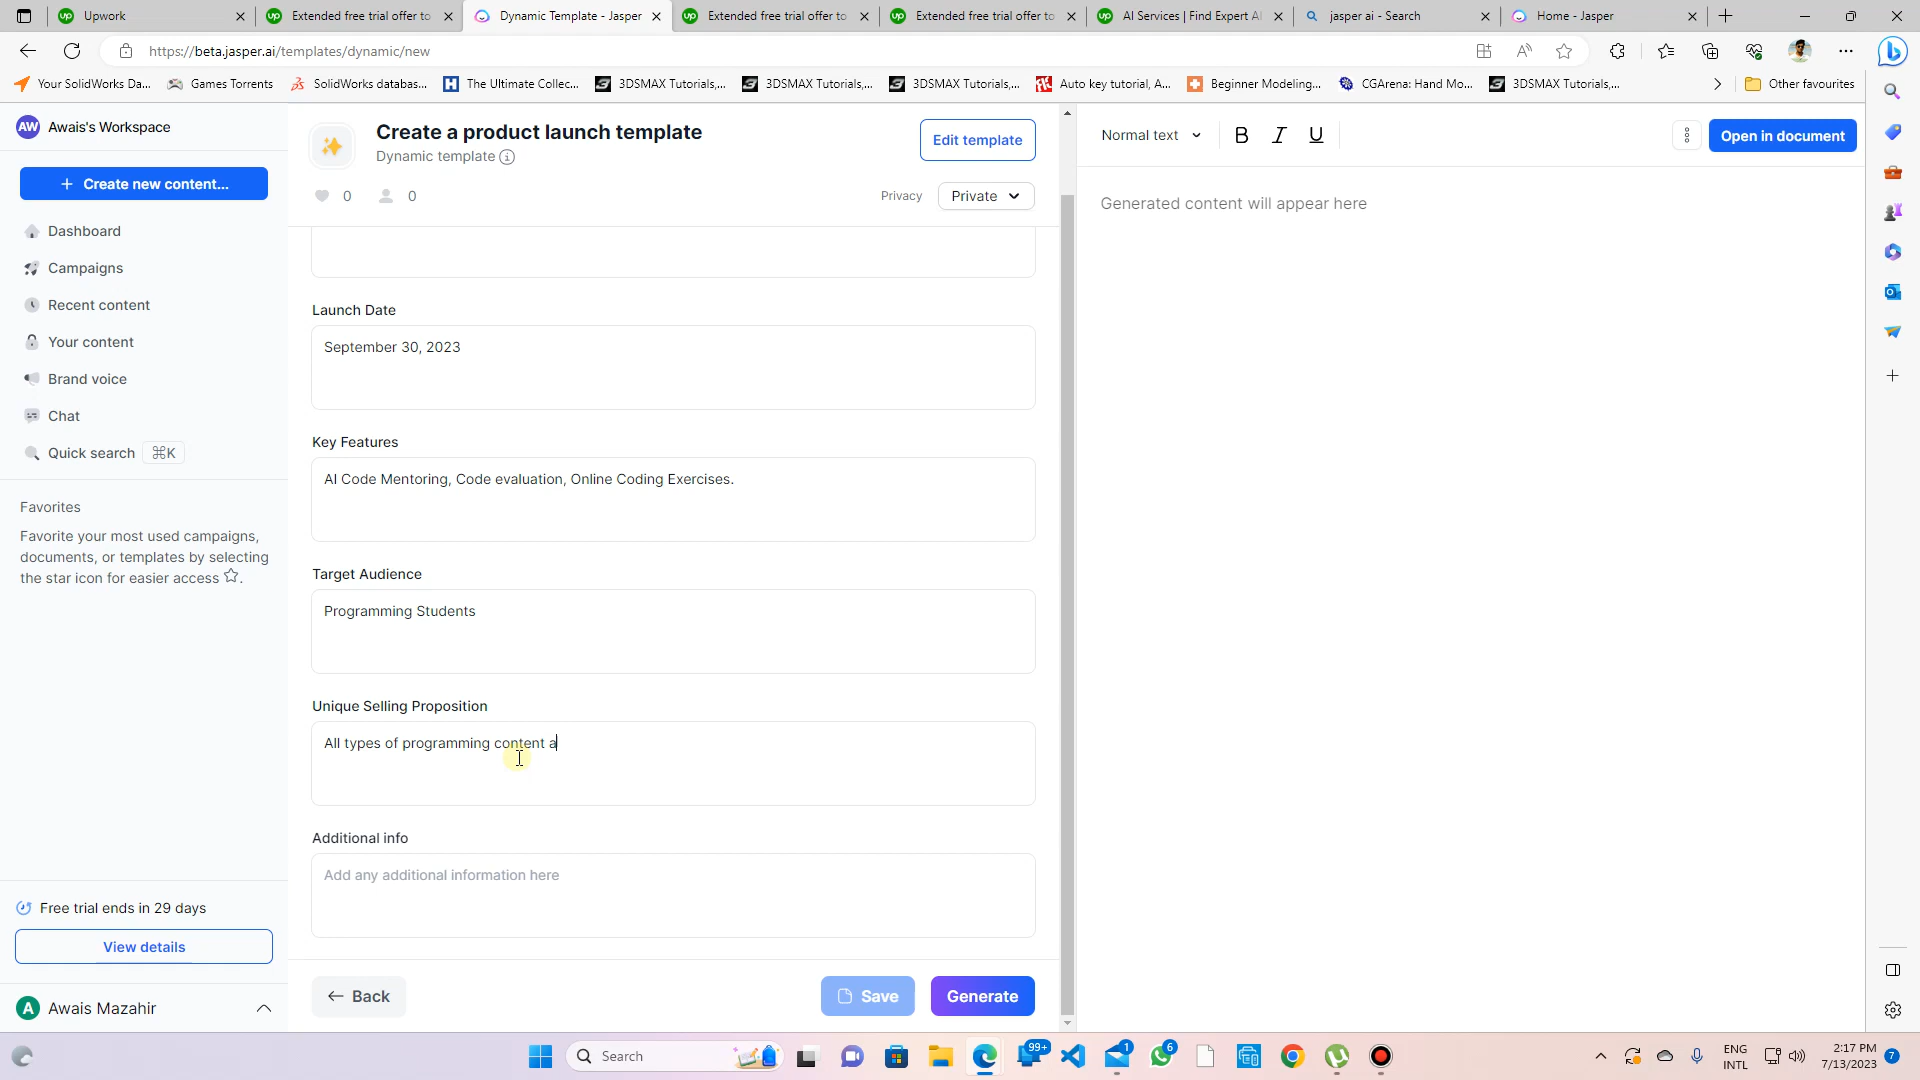 Upwork
Extended free trial offer to
Dynamic Template - Jasper
Extended free trial offer to
Extended free trial offer to
AI Services | Find Expert AI
jasper ai - Search
Home - Jasper
https://beta.jasper.ai/templates/dynamic/new
Your SolidWorks Da...
Games Torrents
SolidWorks databas...
The Ultimate Collec...
3DSMAX Tutorials,...
3DSMAX Tutorials,...
3DSMAX Tutorials,...
Auto key tutorial, A...
Beginner Modeling...
CGArena: Hand Mo...
3DSMAX Tutorials,...
Other favourites
AW Awais's Workspace
+ Create new content...
Dashboard
Campaigns
Recent content
Your content
Brand voice
Chat
Quick search ⌘K
Favorites
Favorite your most used campaigns,
documents, or templates by selecting
the star icon for easier access ☆.
Free trial ends in 29 days
View details
A Awais Mazahir
Create a product launch template
Dynamic template
Edit template
0 0
Privacy Private
Launch Date
September 30, 2023
Key Features
AI Code Mentoring, Code evaluation, Online Coding Exercises.
Target Audience
Programming Students
Unique Selling Proposition
All types of programming content a
Additional info
Add any additional information here
← Back
Save
Generate
Normal text B I U
Open in document
Generated content will appear here
Search
99+
1
6
ENG
INTL
2:17 PM
7/13/2023
7